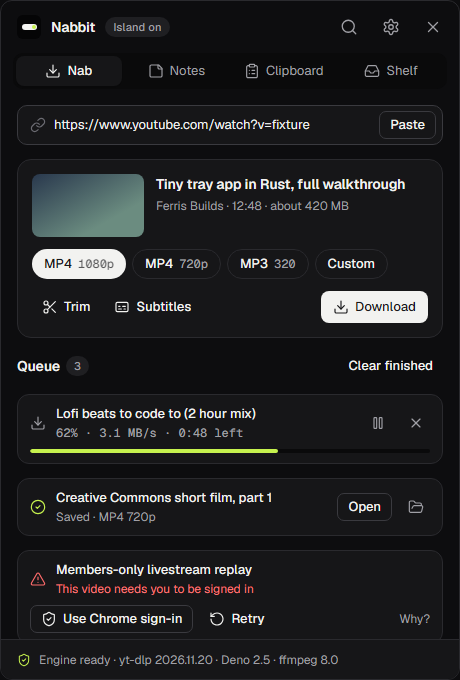 Nabbit Island on
Nab Notes Clipboard Shelf
https://www.youtube.com/watch?v=fixture Paste
Tiny tray app in Rust, full walkthrough
Ferris Builds · 12:48 · about 420 MB
MP4 1080p MP4 720p MP3 320 Custom
Trim Subtitles Download
Queue 3 Clear finished
Lofi beats to code to (2 hour mix)
62% · 3.1 MB/s · 0:48 left
Creative Commons short film, part 1
Saved · MP4 720p Open
Members-only livestream replay
This video needs you to be signed in
Use Chrome sign-in Retry Why?
Engine ready · yt-dlp 2026.11.20 · Deno 2.5 · ffmpeg 8.0